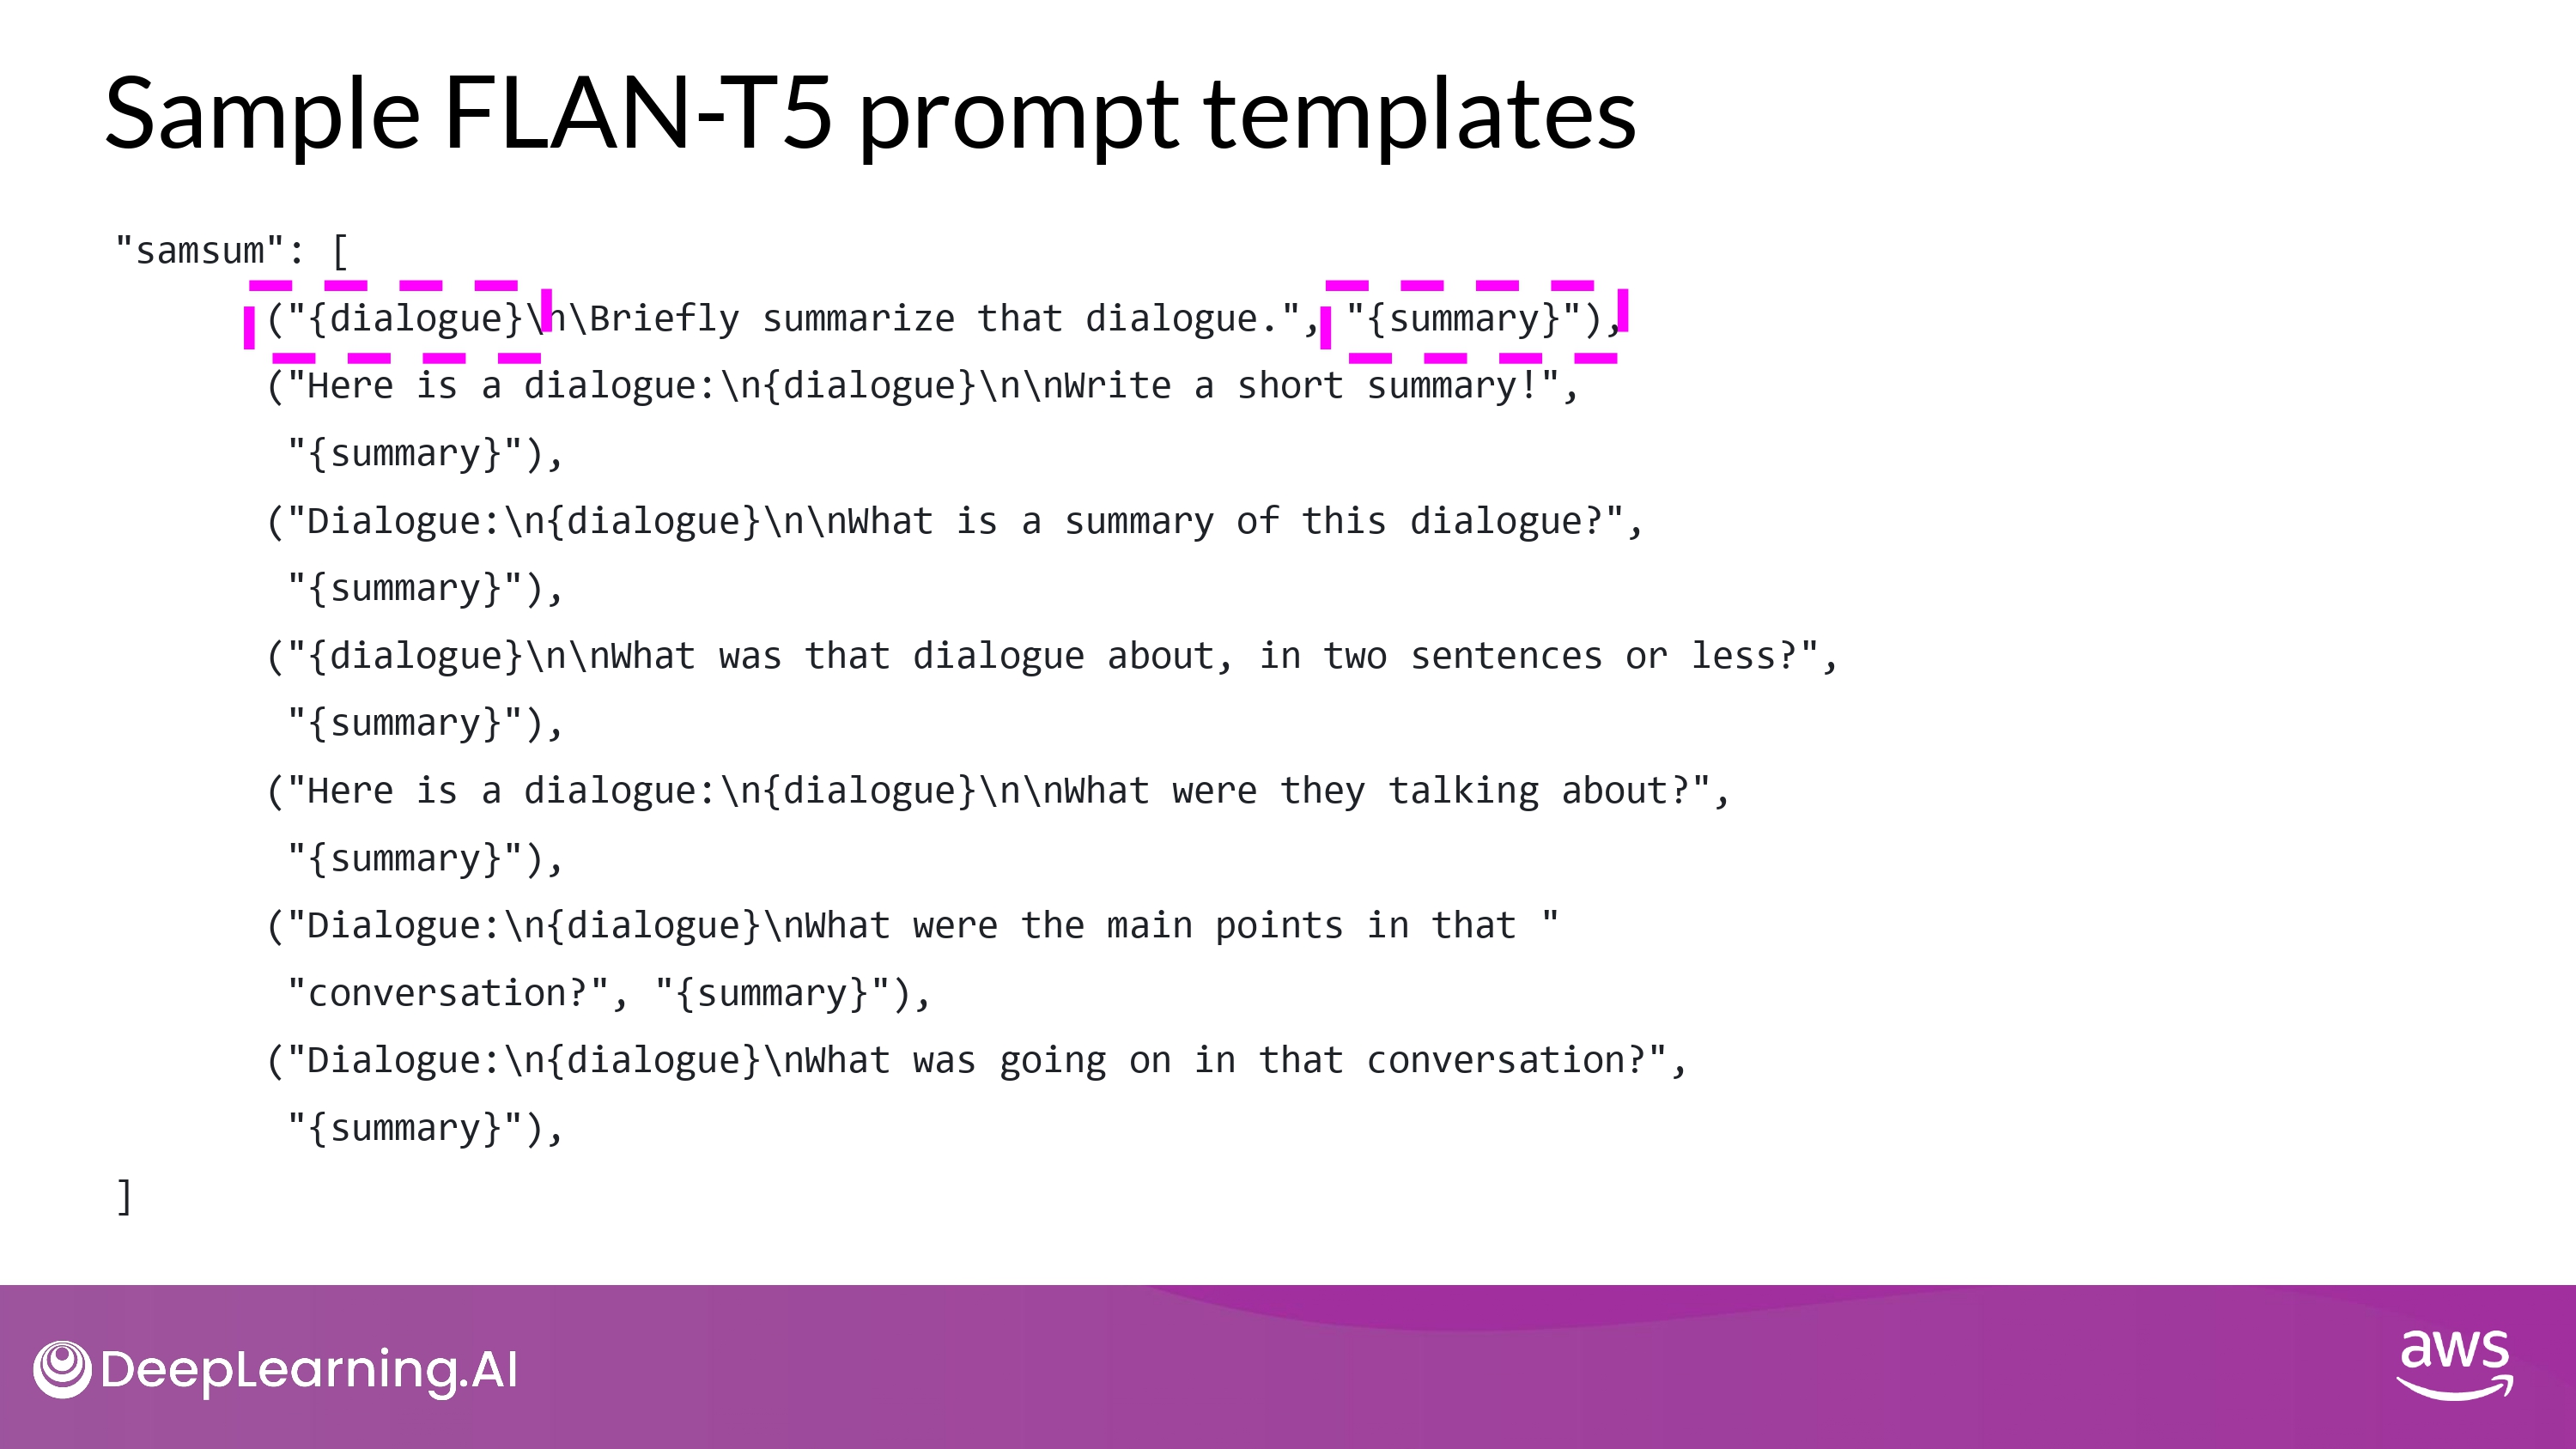 Sample FLAN-T5 prompt templates
"samsum": [
("{dialogue}\n\Briefly summarize that dialogue.", "{summary}"),
("Here is a dialogue:\n{dialogue}\n\nWrite a short summary!",
"{summary}"),
("Dialogue:\n{dialogue}\n\nWhat is a summary of this dialogue?",
"{summary}"),
("{dialogue}\n\nWhat was that dialogue about, in two sentences or less?",
"{summary}"),
("Here is a dialogue:\n{dialogue}\n\nWhat were they talking about?",
"{summary}"),
("Dialogue:\n{dialogue}\nWhat were the main points in that "
"conversation?", "{summary}"),
("Dialogue:\n{dialogue}\nWhat was going on in that conversation?",
"{summary}"),
]
DeepLearning.AI
aws